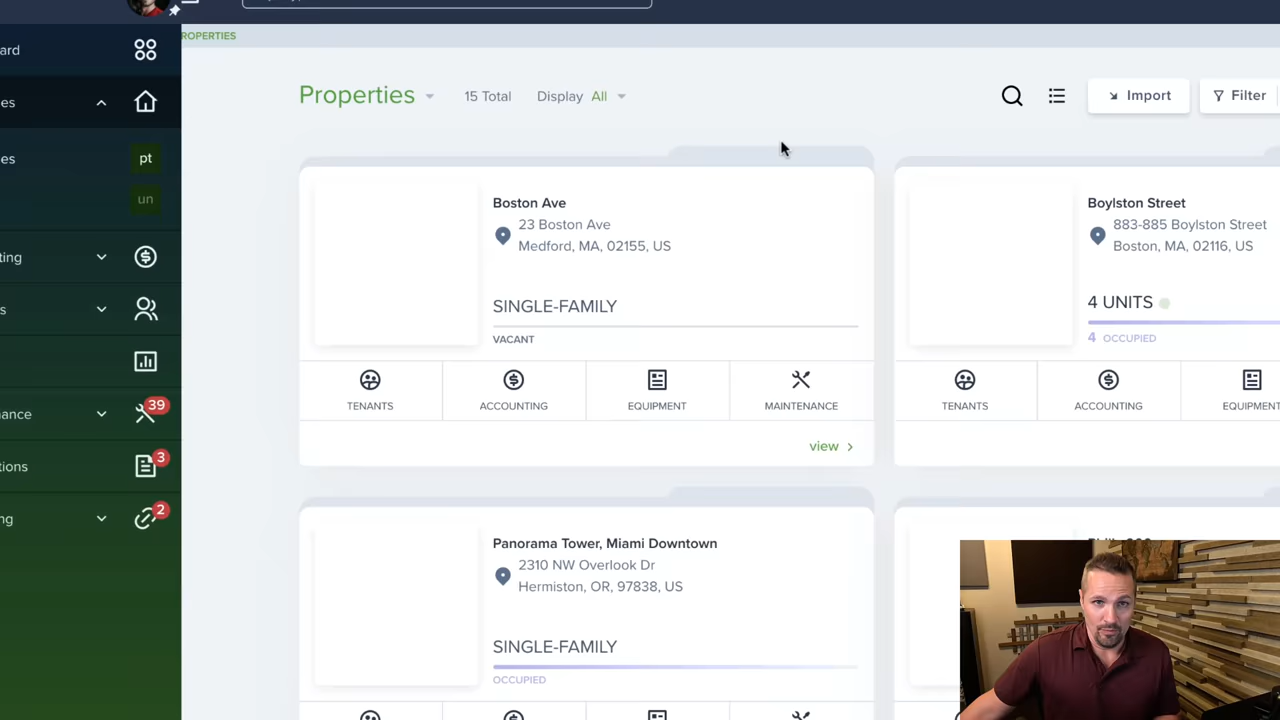 ROPERTIES
ard
es
es
pt
un
ting
s
nance
39
tions
3
ng
2
Properties
15 Total
Display All
Import
Filter
Boston Ave
23 Boston Ave
Medford, MA, 02155, US
SINGLE-FAMILY
VACANT
TENANTS
ACCOUNTING
EQUIPMENT
MAINTENANCE
view
Boylston Street
883-885 Boylston Street
Boston, MA, 02116, US
4 UNITS
4 OCCUPIED
TENANTS
ACCOUNTING
EQUIPMENT
Panorama Tower, Miami Downtown
2310 NW Overlook Dr
Hermiston, OR, 97838, US
SINGLE-FAMILY
OCCUPIED